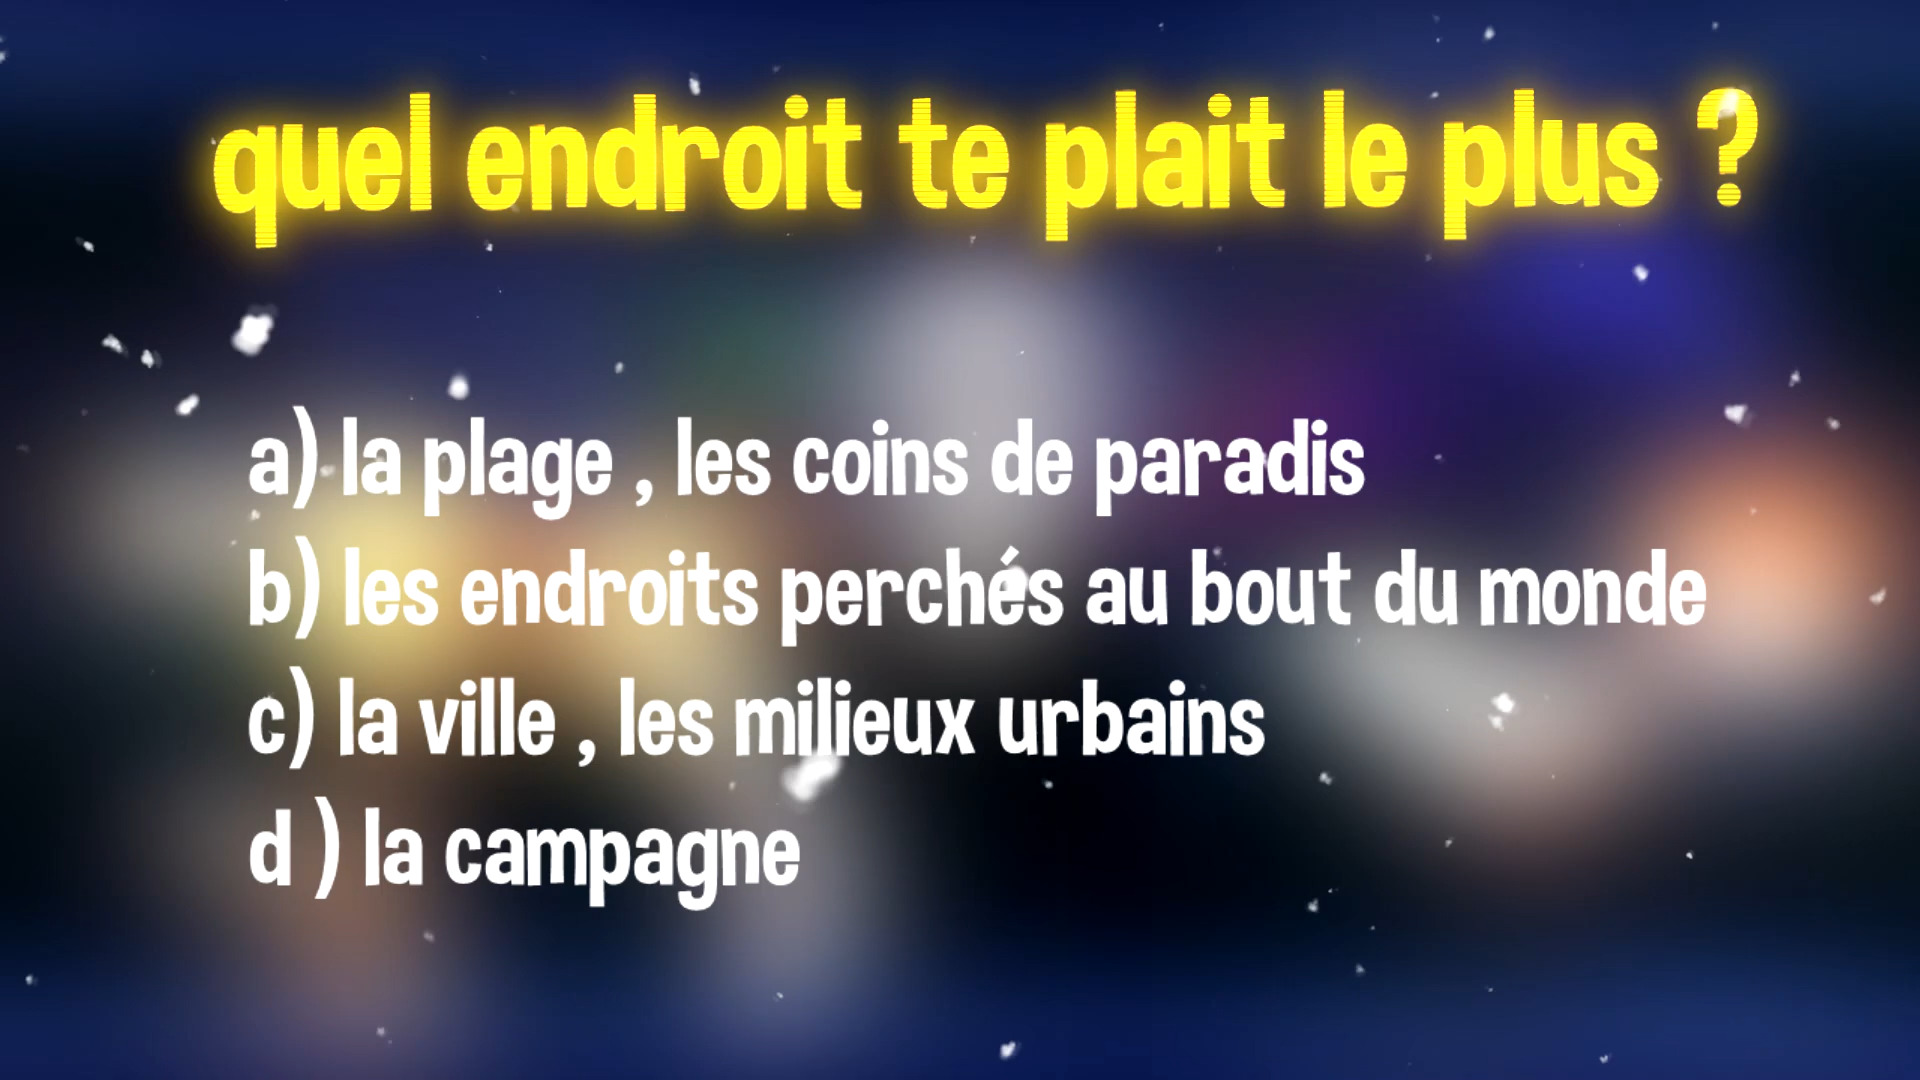 quel endroit te plait le plus ?
a) la plage , les coins de paradis
b) les endroits perchés au bout du monde
c) la ville , les milieux urbains
d ) la campagne